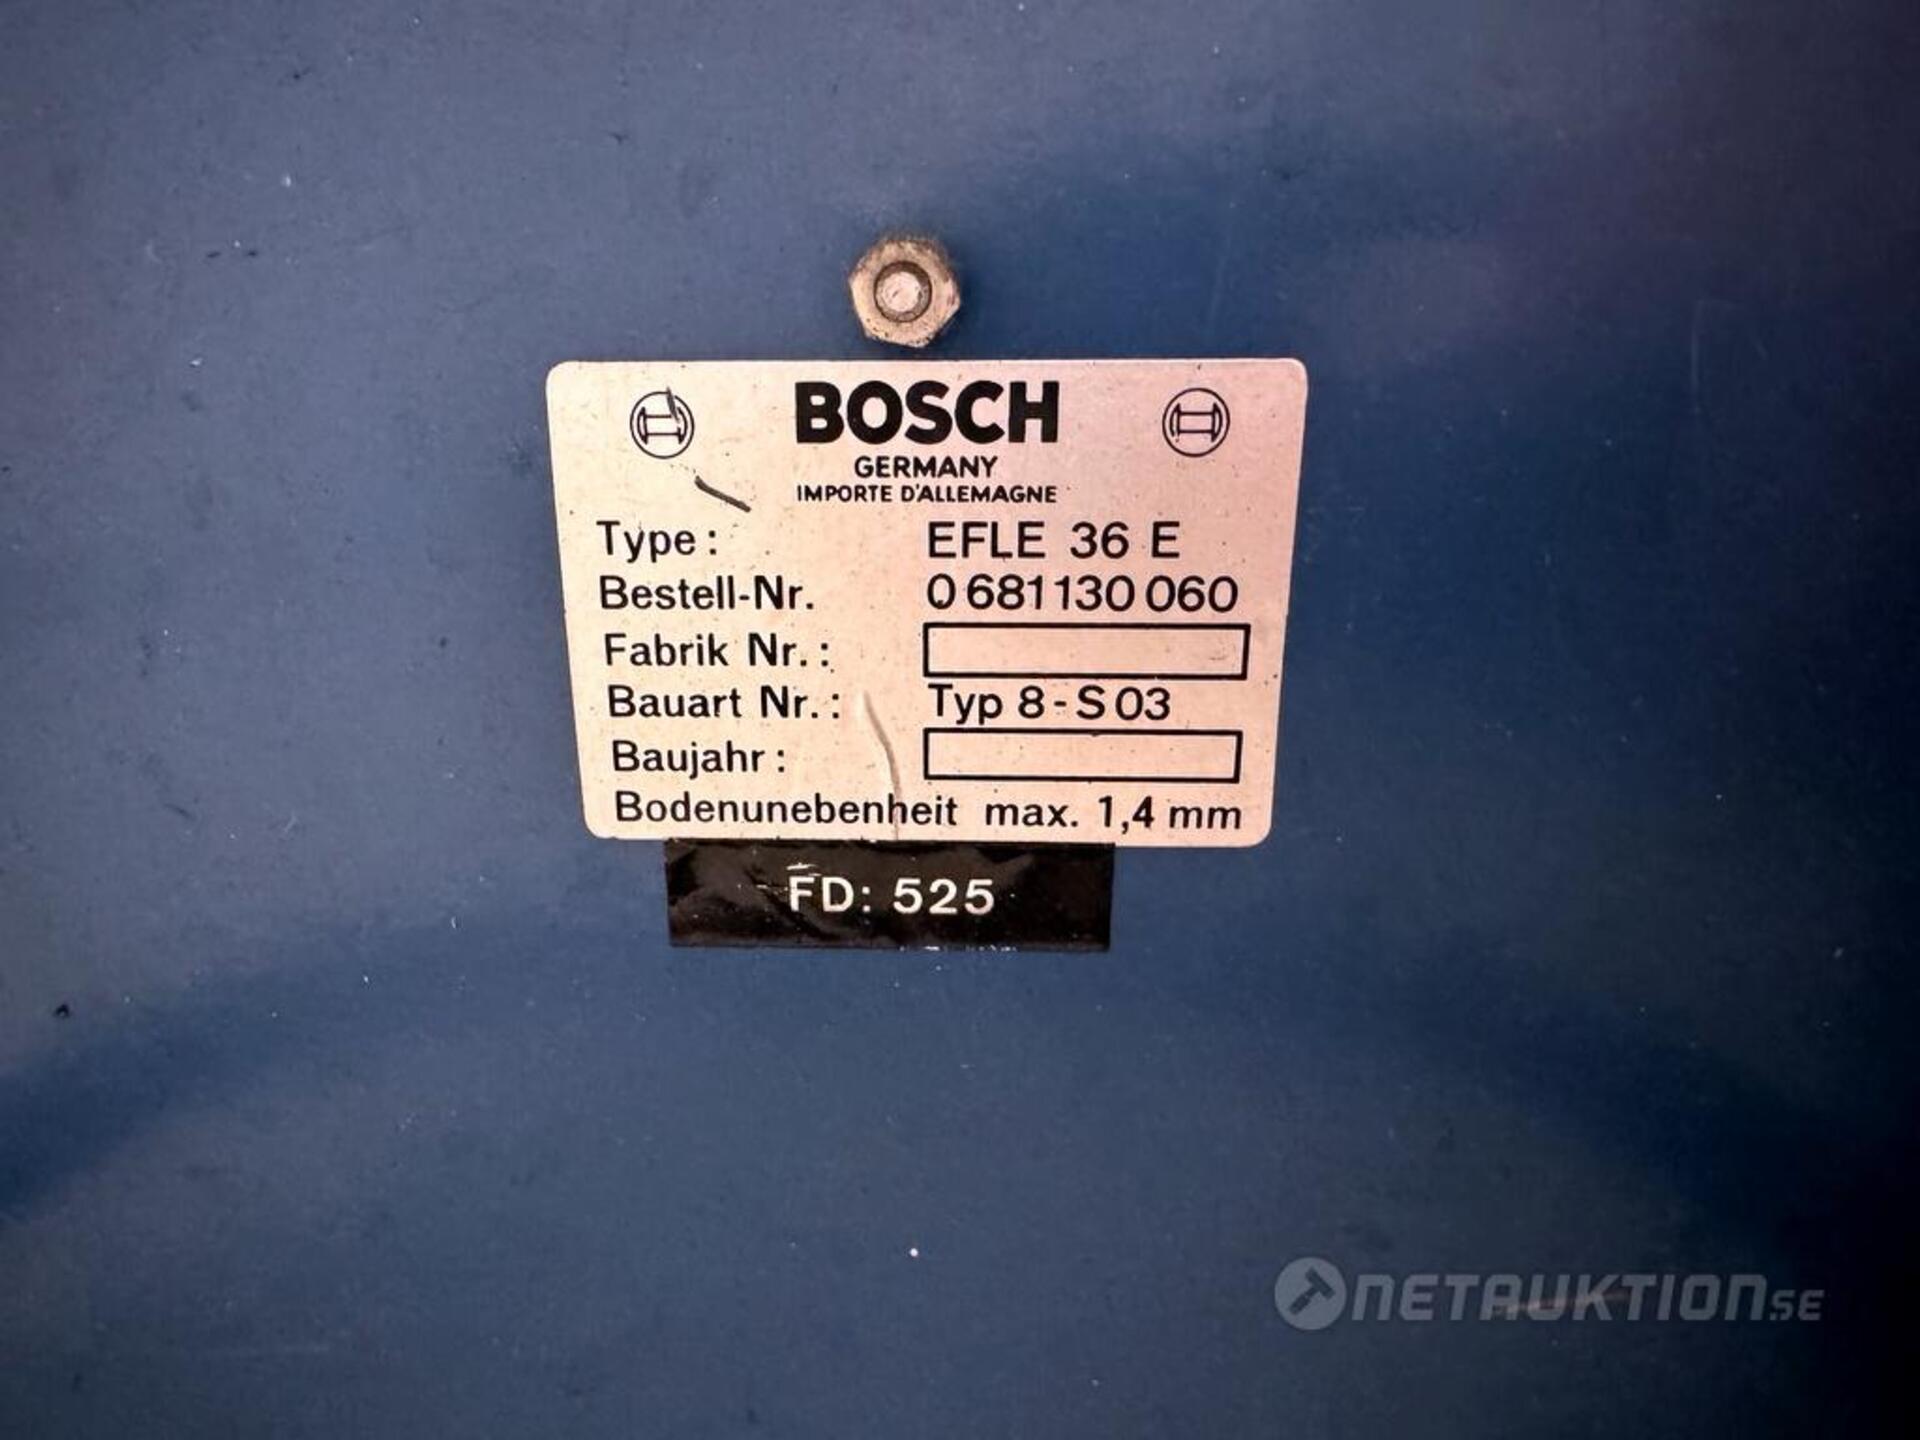 BOSCH
GERMANY
IMPORTE D'ALLEMAGNE
Type: EFLE 36 E
Bestell-Nr. 0 681 130 060
Fabrik Nr.:
Bauart Nr.: Typ 8-S03
Baujahr:
Bodenunebenheit max. 1,4 mm
FD: 525
NETAUKTION.SE